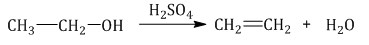 CH₃—CH₂—OH H₂SO₄ → CH₂=CH₂ + H₂O